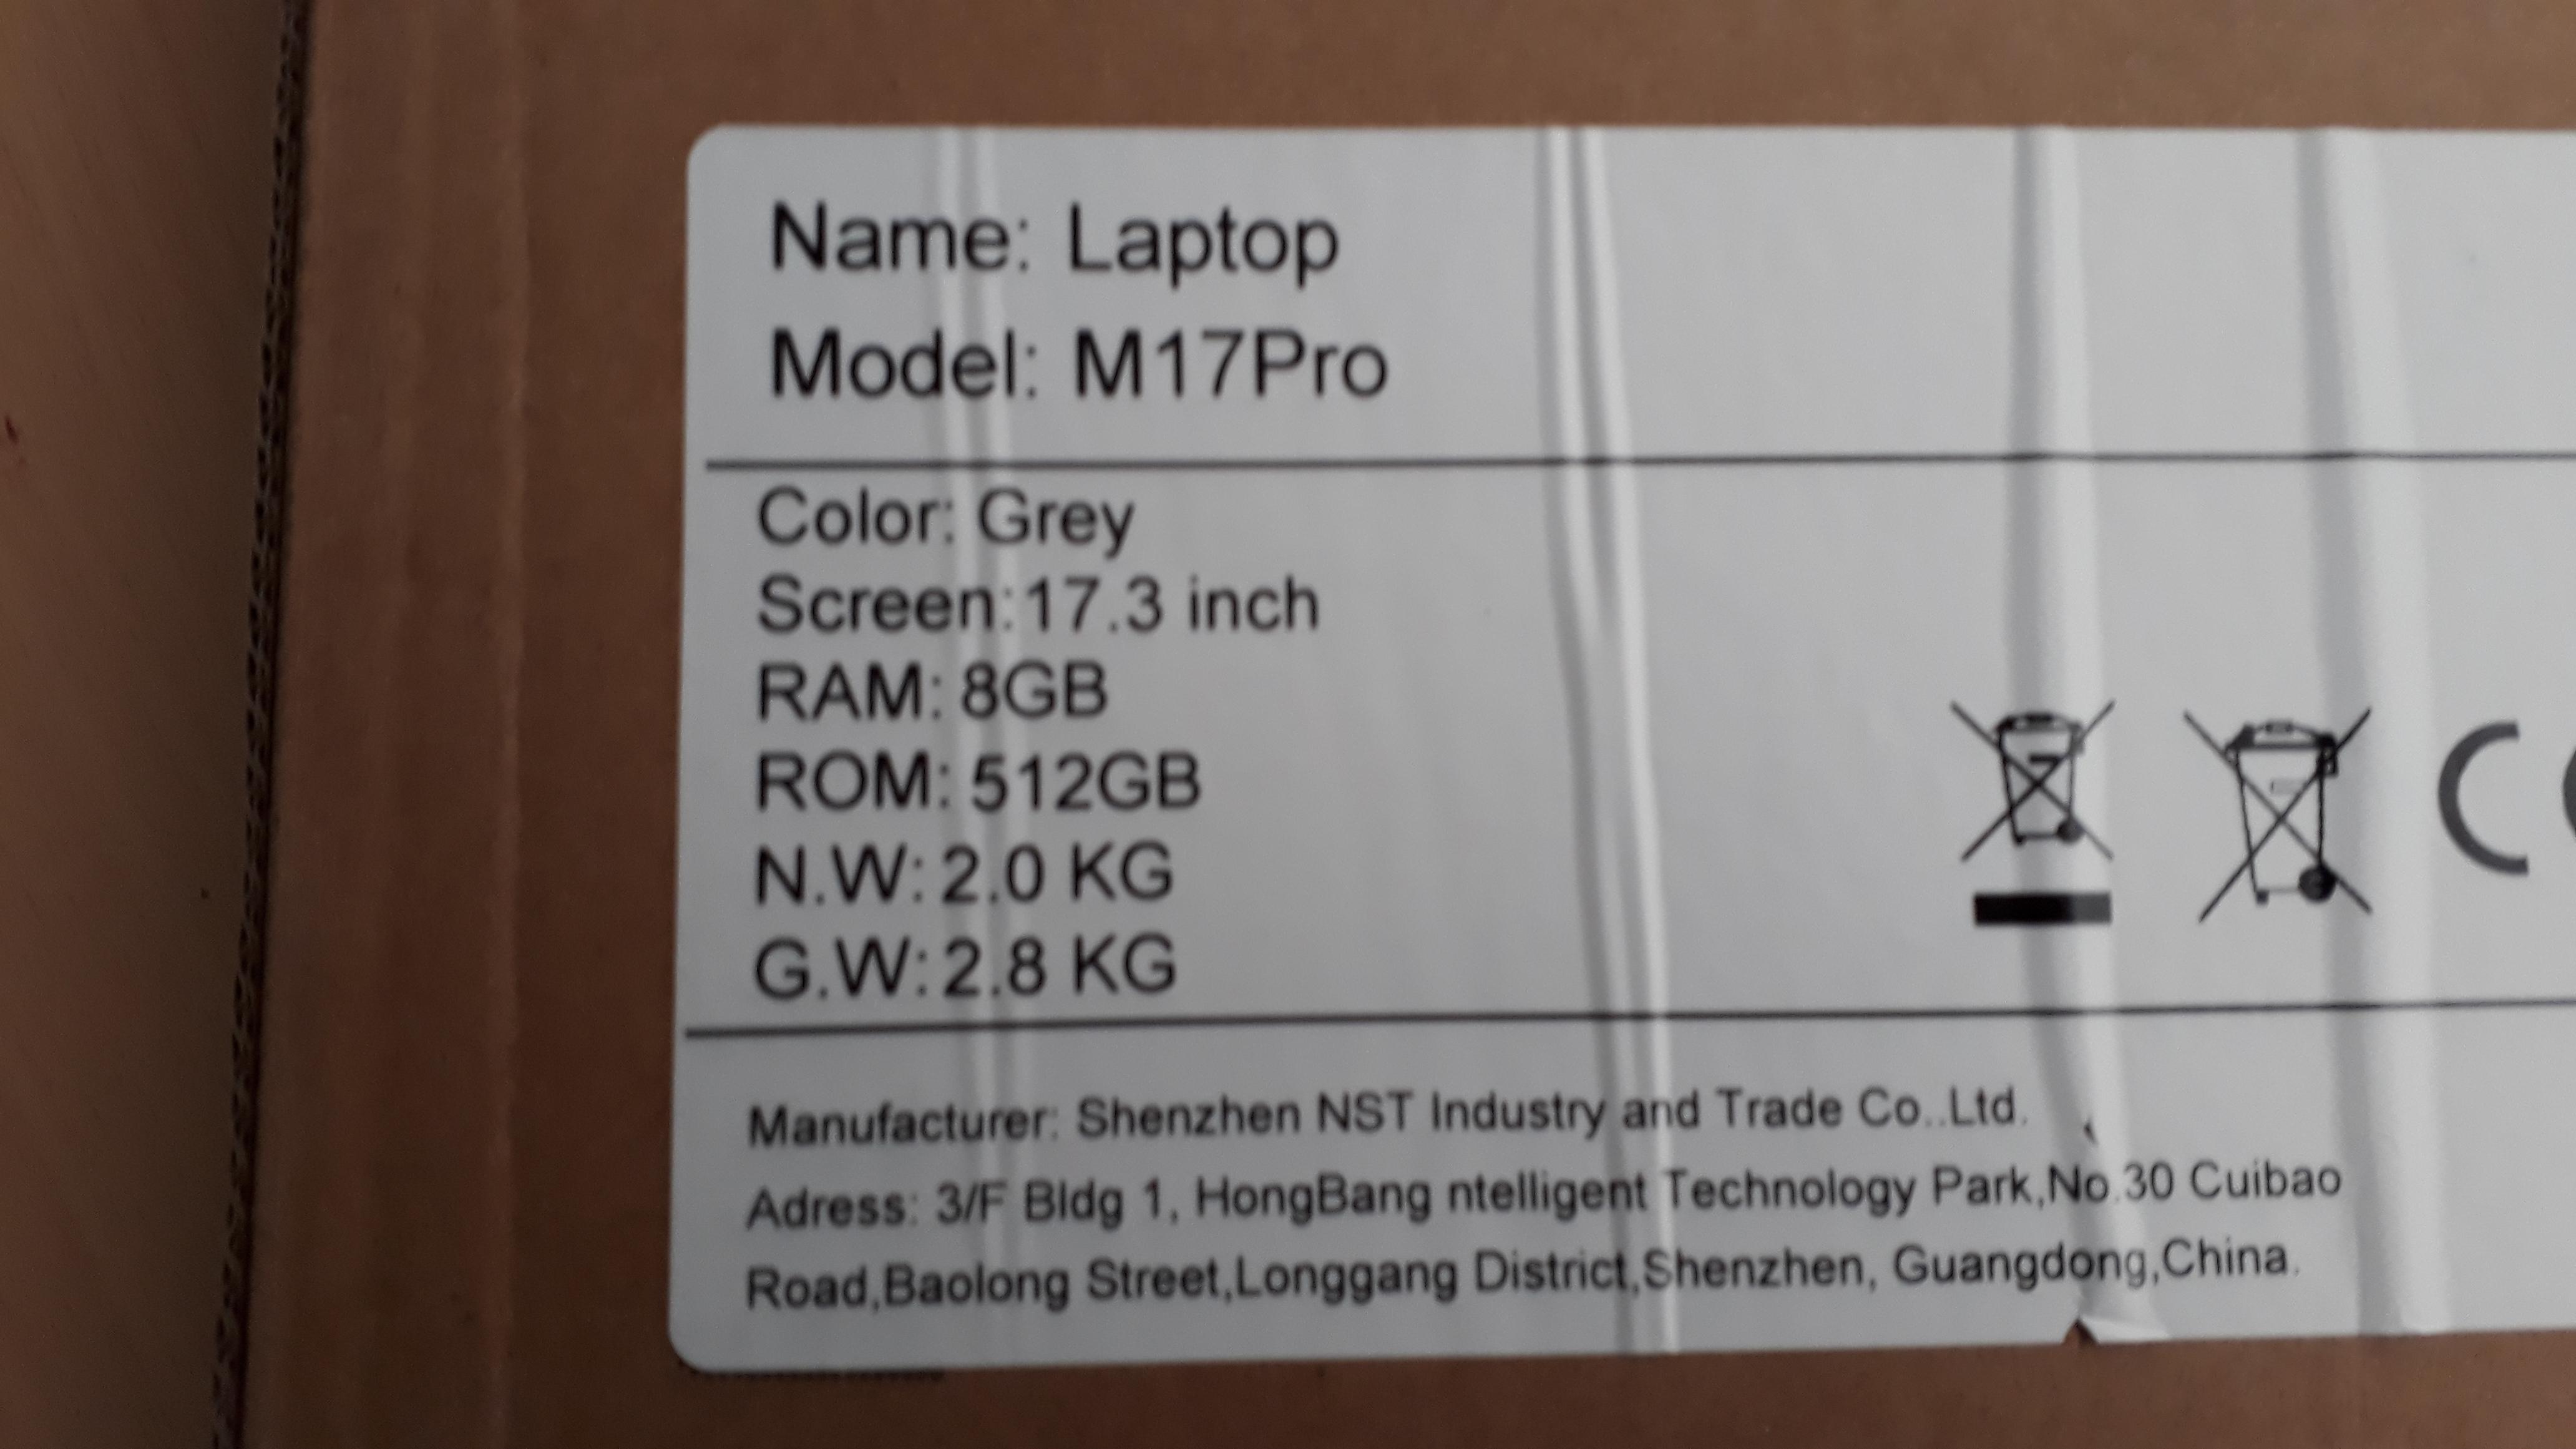 Name: Laptop
Model: M17Pro
Color: Grey
Screen:17.3 inch
RAM: 8GB
ROM: 512GB
N.W: 2.0 KG
G.W: 2.8 KG
CE
Manufacturer: Shenzhen NST Industry and Trade Co..Ltd.
Adress: 3/F Bldg 1, HongBang ntelligent Technology Park,No.30 Cuibao
Road,Baolong Street,Longgang District,Shenzhen, Guangdong,China.